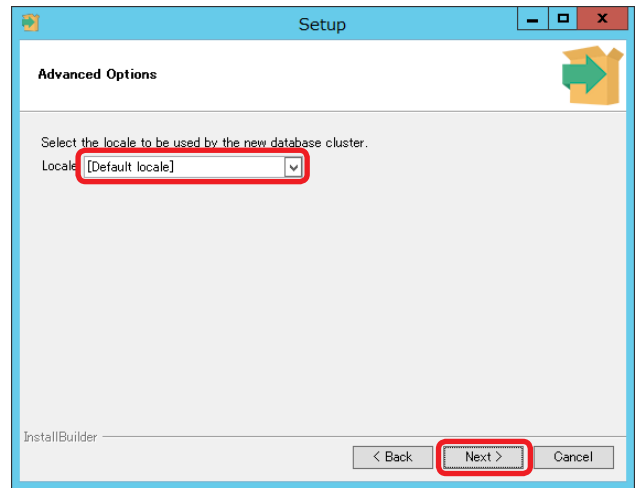 Setup
Advanced Options
Select the locale to be used by the new database cluster.
Locale [Default locale]
InstallBuilder
< Back Next > Cancel